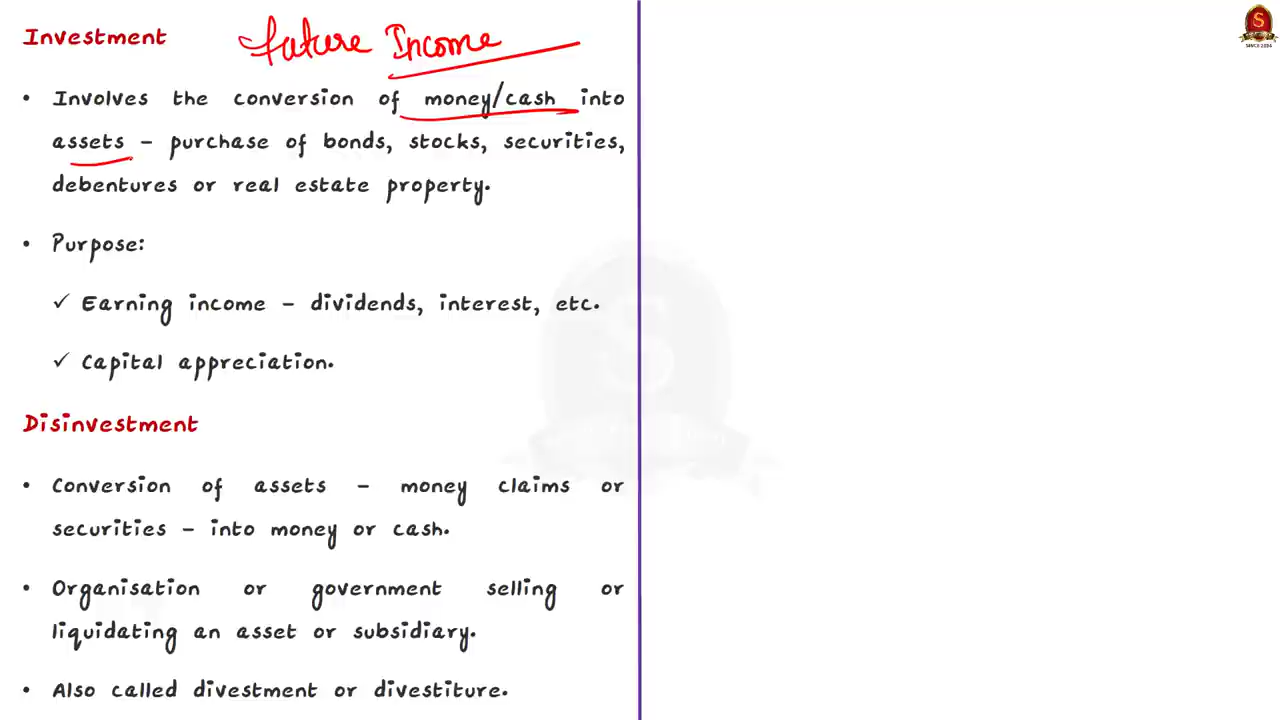 Investment
future Income
• Involves the conversion of money/cash into
assets – purchase of bonds, stocks, securities,
debentures or real estate property.
• Purpose:
✓ Earning income – dividends, interest, etc.
✓ Capital appreciation.
Disinvestment
• Conversion of assets – money claims or
securities – into money or cash.
• Organisation or government selling or
liquidating an asset or subsidiary.
• Also called divestment or divestiture.
S
SINCE 2004